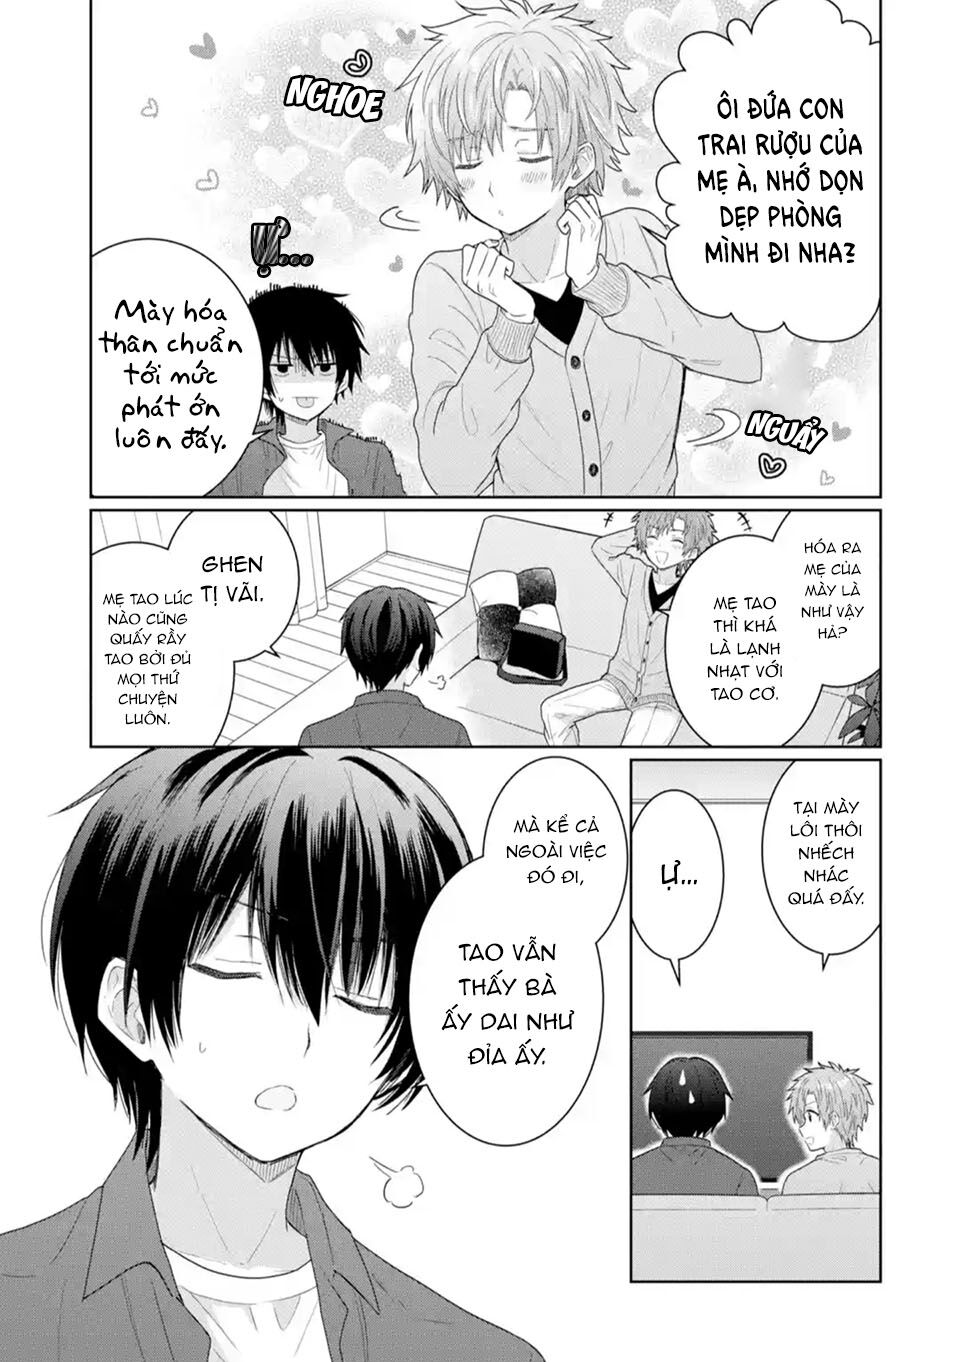 ÔI ĐỨA CON
TRAI RƯỢU CỦA
MẸ À, NHỚ DỌN
DẸP PHÒNG
MÌNH ĐI NHA?
NGHOE
NGUẨY
Ự...
Mày hóa
thân chuẩn
tới mức
phát ớn
luôn đấy.
HÓA RA
MẸ CỦA
MÀY LÀ
NHƯ VẬY
HẢ?
MẸ TAO
THÌ KHÁ
LÀ LẠNH
NHẠT VỚI
TAO CƠ.
GHEN
TỊ VÃI.
MẸ TAO LÚC
NÀO CŨNG
QUẤY RẦY
TAO BỞI ĐỦ
MỌI THỨ
CHUYỆN
LUÔN.
TẠI MÀY
LÔI THÔI
NHẾCH
NHÁC
QUÁ ĐẤY.
Ự...
MÀ KỂ CẢ
NGOÀI VIỆC
ĐÓ ĐI,
TAO VẪN
THẤY BÀ
ẤY DAI NHƯ
ĐỈA ẤY.